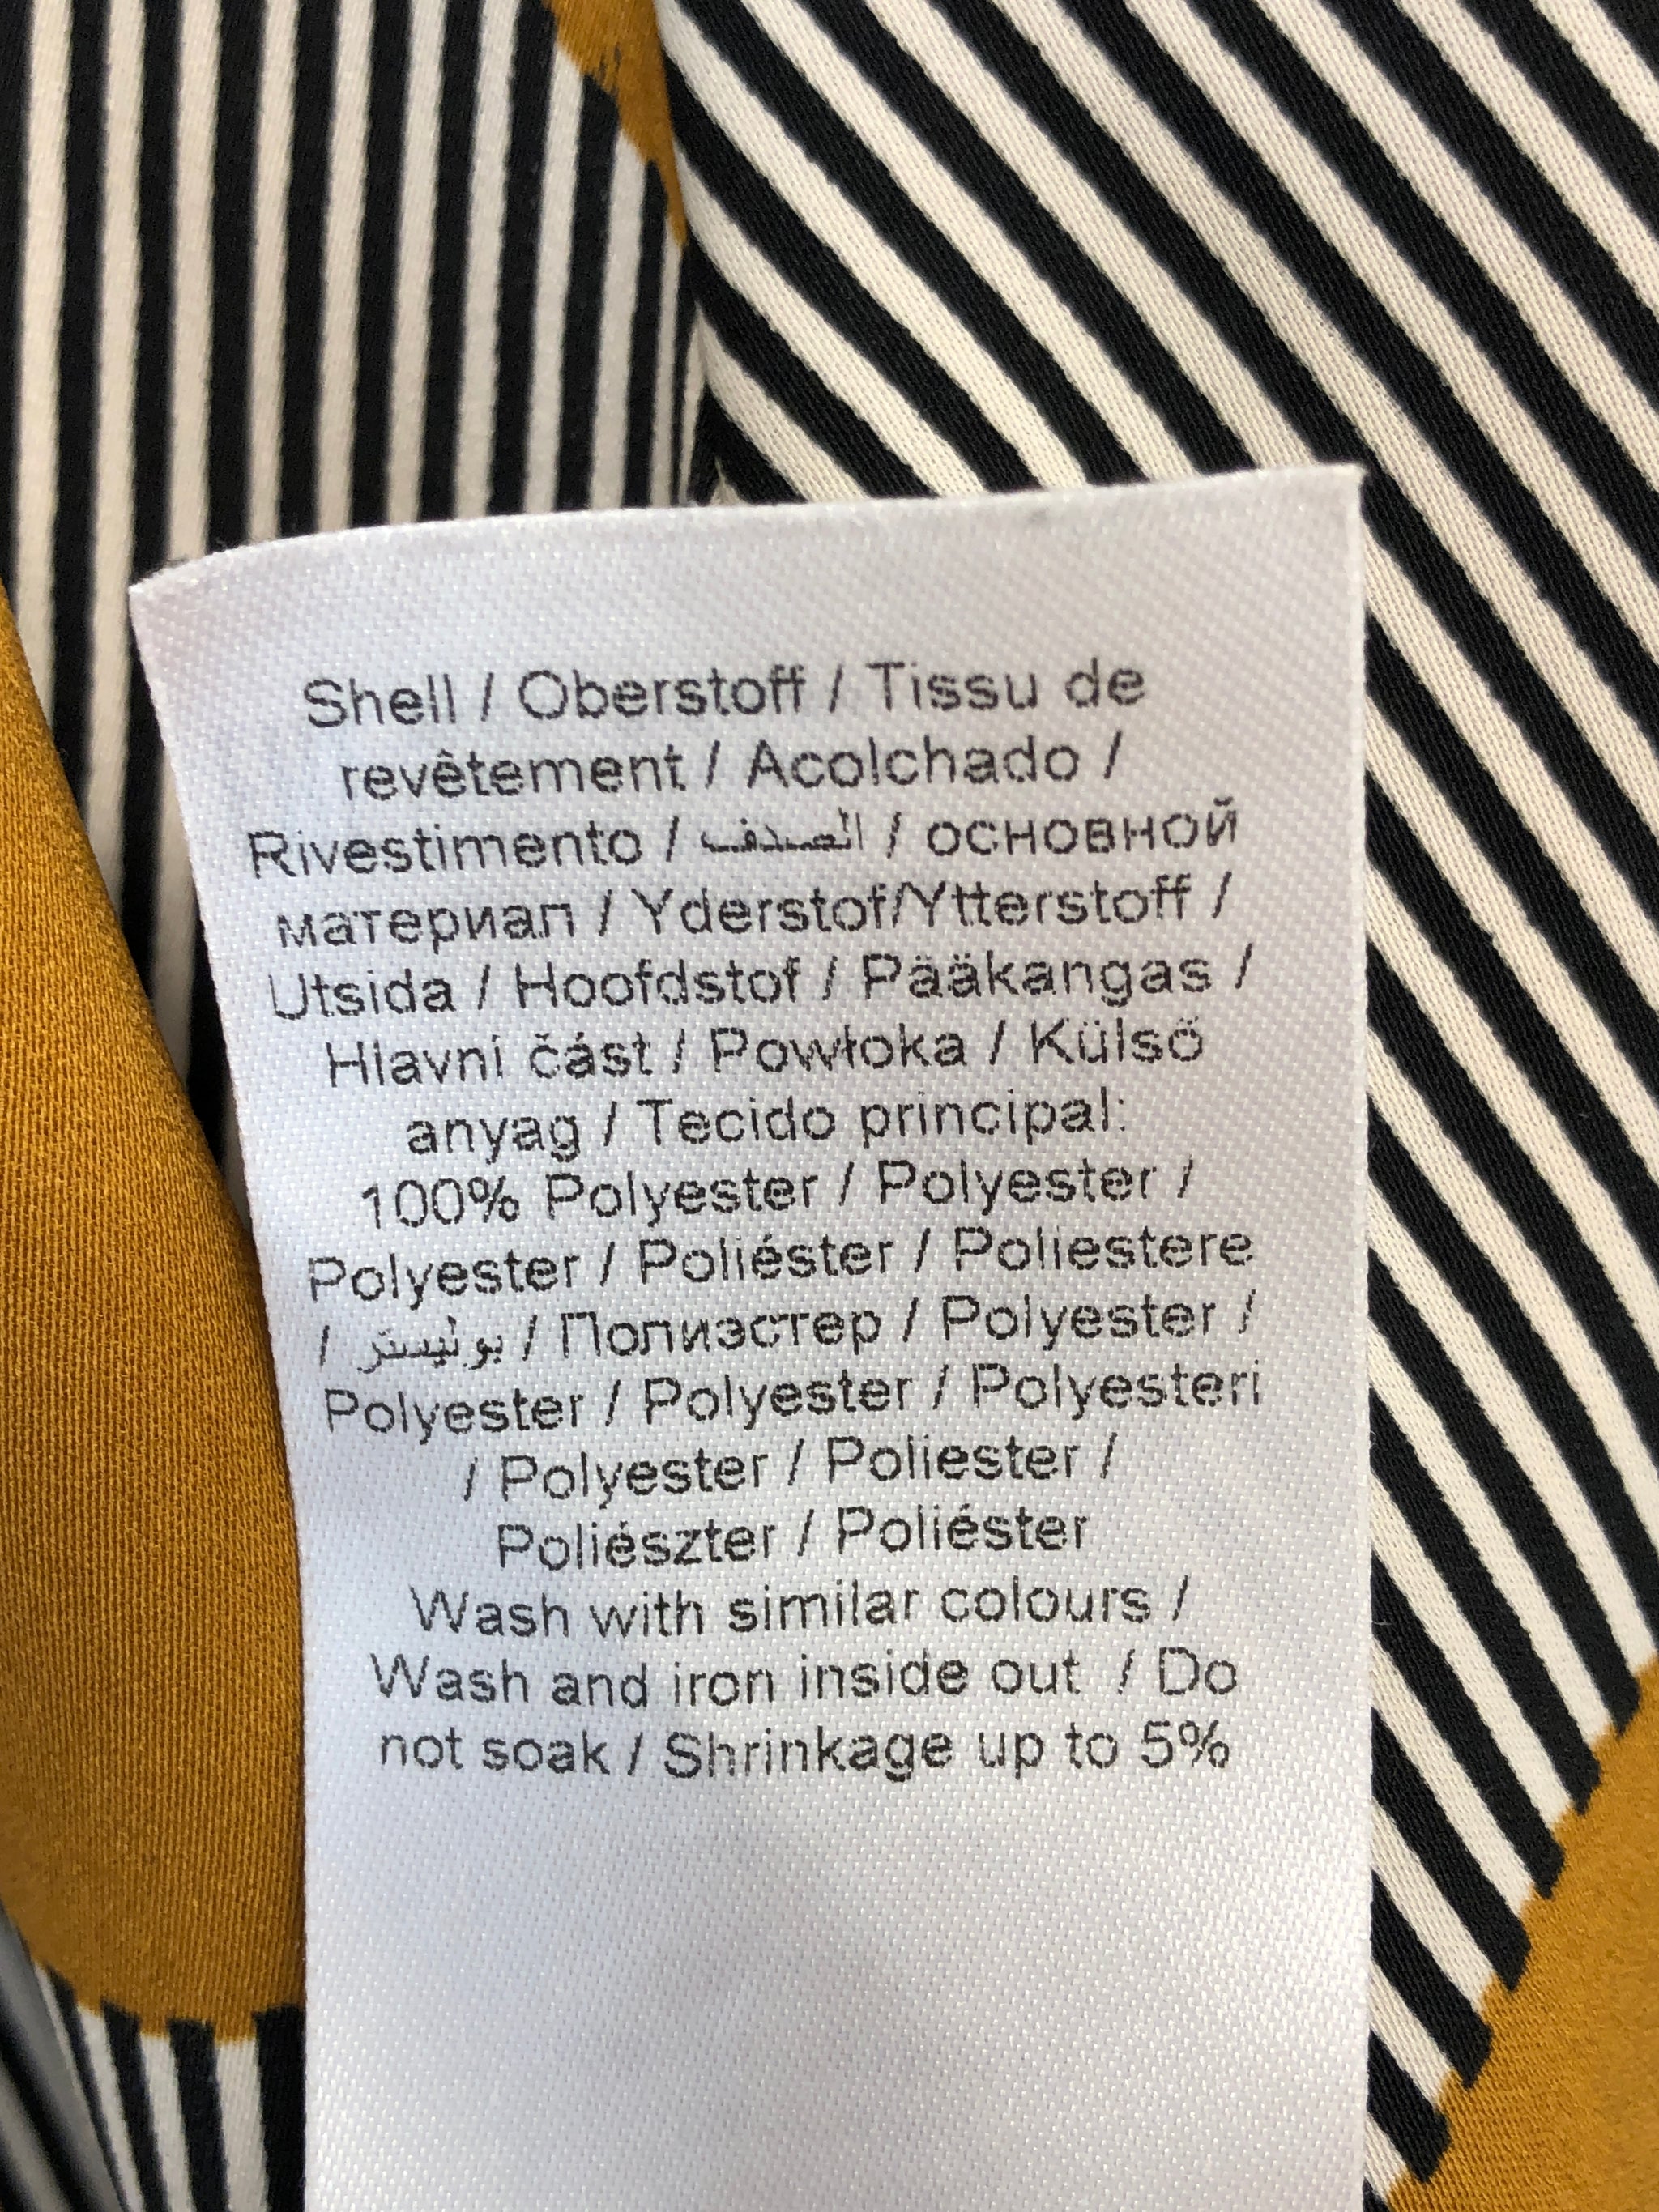 Shell / Oberstoff / Tissu de
revêtement / Acolchado /
Rivestimento / الصدف / основной
материал / Yderstof/Ytterstoff /
Utsida / Hoofdstof / Pääkangas /
Hlavní část / Powłoka / Külső
anyag / Tecido principal:
100% Polyester / Polyester /
Polyester / Poliéster / Poliestere
/ بوليستر / Полиэстер / Polyester /
Polyester / Polyester / Polyesteri
/ Polyester / Poliester /
Poliészter / Poliéster
Wash with similar colours /
Wash and iron inside out / Do
not soak / Shrinkage up to 5%